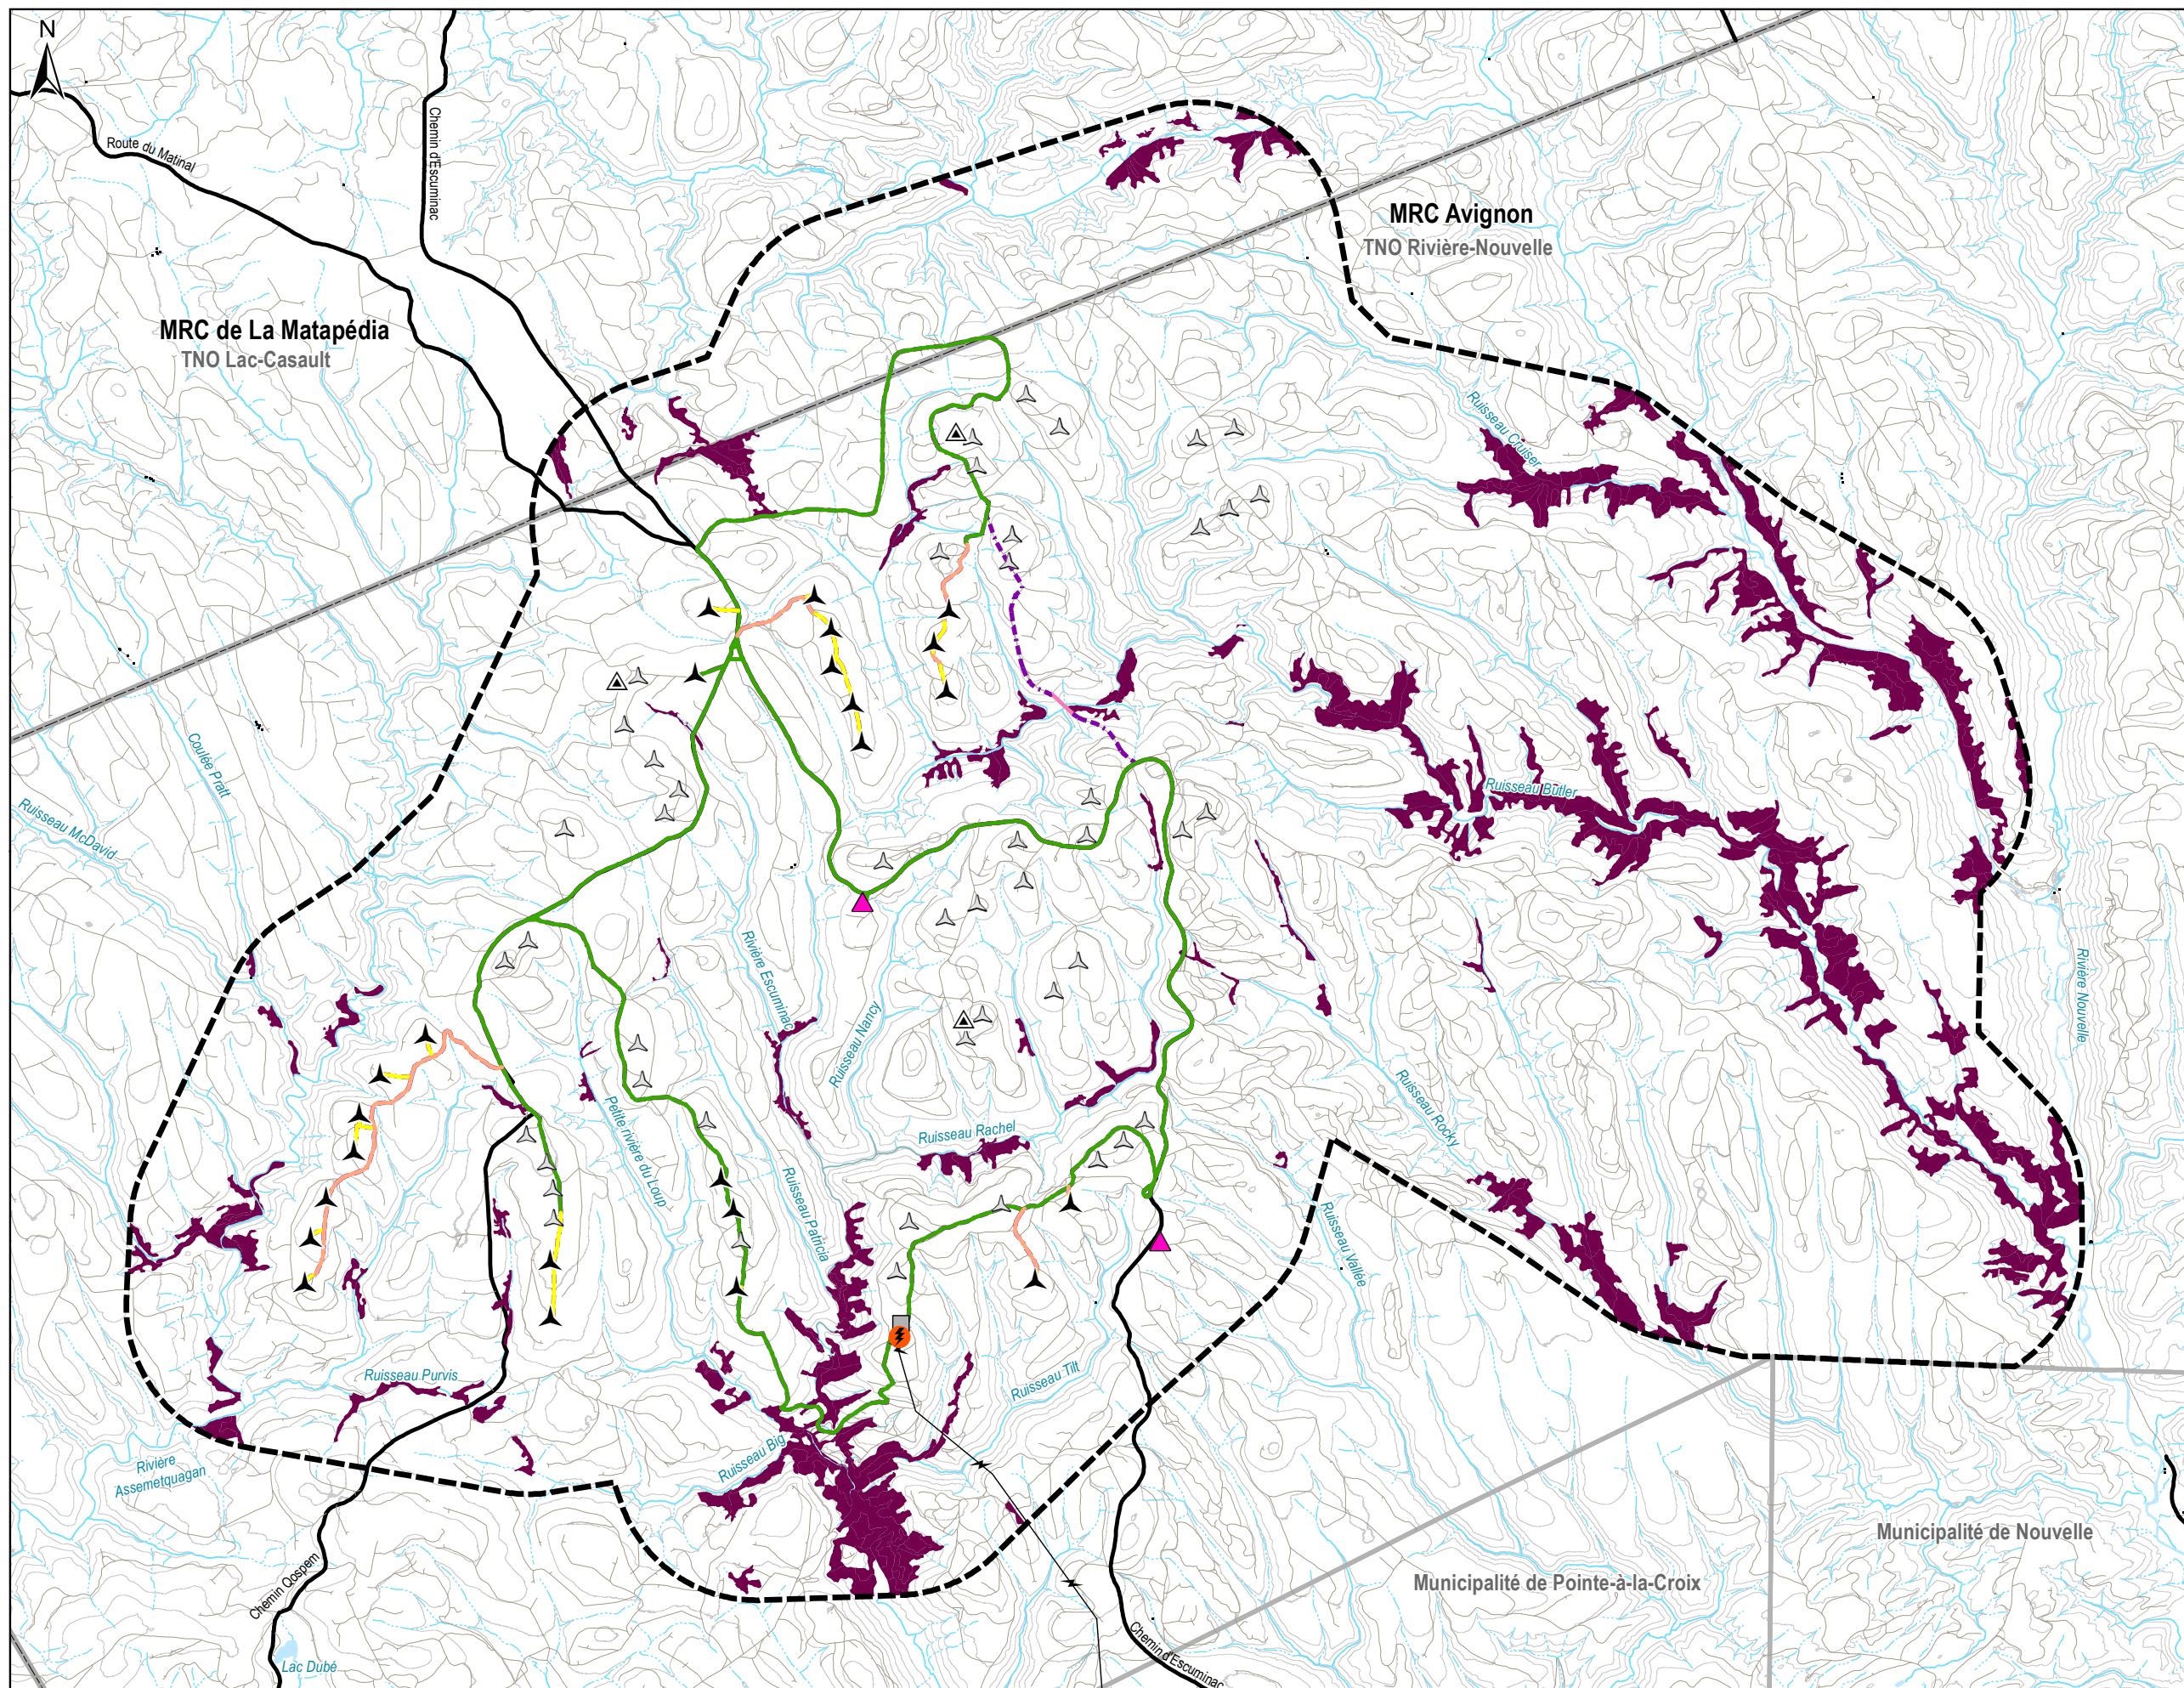 N
Route du Matinal
Chemin d'Escuminac
MRC Avignon
TNO Rivière-Nouvelle
MRC de La Matapédia
TNO Lac-Casault
Ruisseau Cruiser
Coulée Pratt
Ruisseau McDavid
Ruisseau Butler
Rivière Escuminac
Ruisseau Nancy
Rivière Nouvelle
Petite rivière du Loup
Ruisseau Rachel
Ruisseau Rocky
Ruisseau Patricia
Ruisseau Vallée
Ruisseau Purvis
Ruisseau Tilt
Ruisseau Big
Rivière
Assemetquagan
Municipalité de Nouvelle
Chemin Qospem
Municipalité de Pointe-à-la-Croix
Chemin d'Escuminac
Lac Dubé